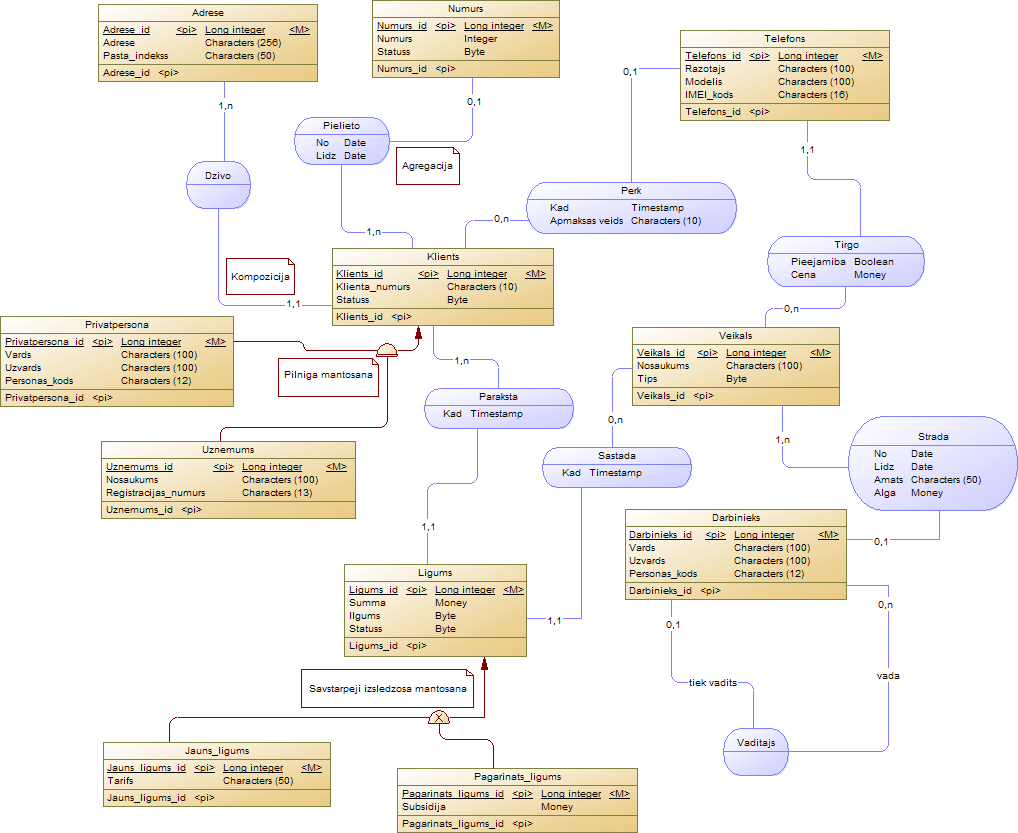 Adrese
Adrese_id <pi> Long integer <M>
Adrese Characters (256)
Pasta_indekss Characters (50)
Adrese_id <pi>
Numurs
Numurs_id <pi> Long integer <M>
Numurs Integer
Statuss Byte
Numurs_id <pi>
Telefons
Telefons_id <pi> Long integer <M>
Razotajs Characters (100)
Modelis Characters (100)
IMEI_kods Characters (16)
Telefons_id <pi>
0,1
1,n
0,1
Pielieto
No Date
Lidz Date
Agregacija
1,1
Dzivo
Perk
Kad Timestamp
Apmaksas veids Characters (10)
0,n
1,n
Tirgo
Pieejamiba Boolean
Cena Money
Klients
Klients_id <pi> Long integer <M>
Klienta_numurs Characters (10)
Statuss Byte
Klients_id <pi>
Kompozicija
1,1
0,n
Privatpersona
Privatpersona_id <pi> Long integer <M>
Vards Characters (100)
Uzvards Characters (100)
Personas_kods Characters (12)
Privatpersona_id <pi>
Pilniga mantosana
1,n
Veikals
Veikals_id <pi> Long integer <M>
Nosaukums Characters (100)
Tips Byte
Veikals_id <pi>
Paraksta
Kad Timestamp
0,n
1,n
Uznemums
Uznemums_id <pi> Long integer <M>
Nosaukums Characters (100)
Registracijas_numurs Characters (13)
Uznemums_id <pi>
Sastada
Kad Timestamp
Strada
No Date
Lidz Date
Amats Characters (50)
Alga Money
1,1
0,1
Darbinieks
Darbinieks_id <pi> Long integer <M>
Vards Characters (100)
Uzvards Characters (100)
Personas_kods Characters (12)
Darbinieks_id <pi>
Ligums
Ligums_id <pi> Long integer <M>
Summa Money
Ilgums Byte
Statuss Byte
Ligums_id <pi>
1,1
0,1
0,n
Savstarpeji izsledzosa mantosana
tiek vadits
vada
Vaditajs
Jauns_ligums
Jauns_ligums_id <pi> Long integer <M>
Tarifs Characters (50)
Jauns_ligums_id <pi>
Pagarinats_ligums
Pagarinats_ligums_id <pi> Long integer <M>
Subsidija Money
Pagarinats_ligums_id <pi>